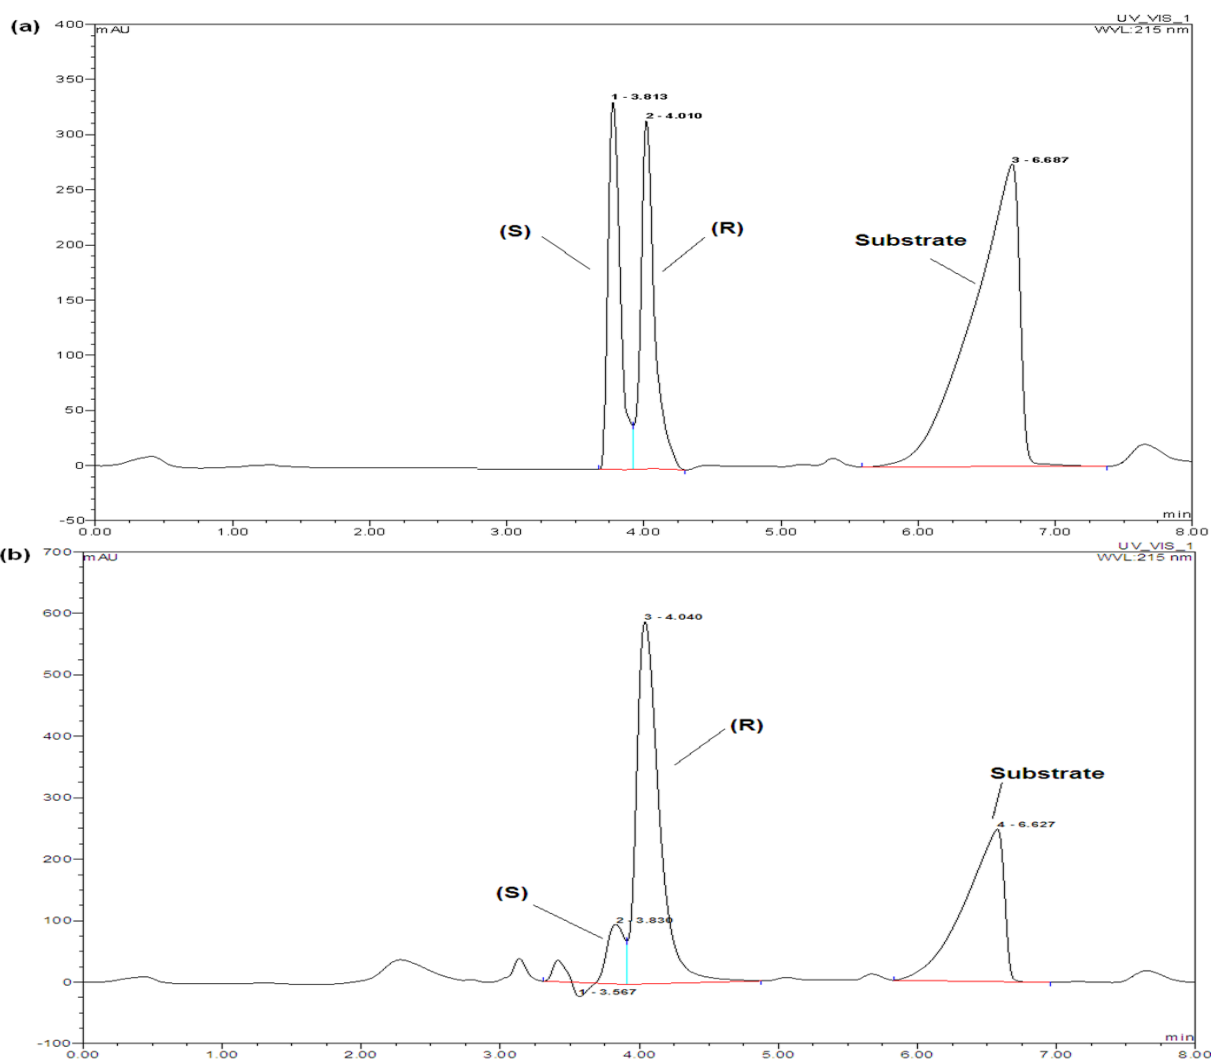 (a)
UV_VIS_1
WVL:215 nm
mAU
400
350
300
250
200
150
100
50
0
-50
1 - 3.813
2 - 4.010
3 - 6.687
(S)
(R)
Substrate
min
0.00 1.00 2.00 3.00 4.00 5.00 6.00 7.00 8.00
(b)
UV_VIS_1
WVL:215 nm
mAU
700
600
500
400
300
200
100
0
-100
3 - 4.040
(R)
Substrate
4 - 6.627
(S)
2 - 3.830
1 - 3.567
min
0.00 1.00 2.00 3.00 4.00 5.00 6.00 7.00 8.00